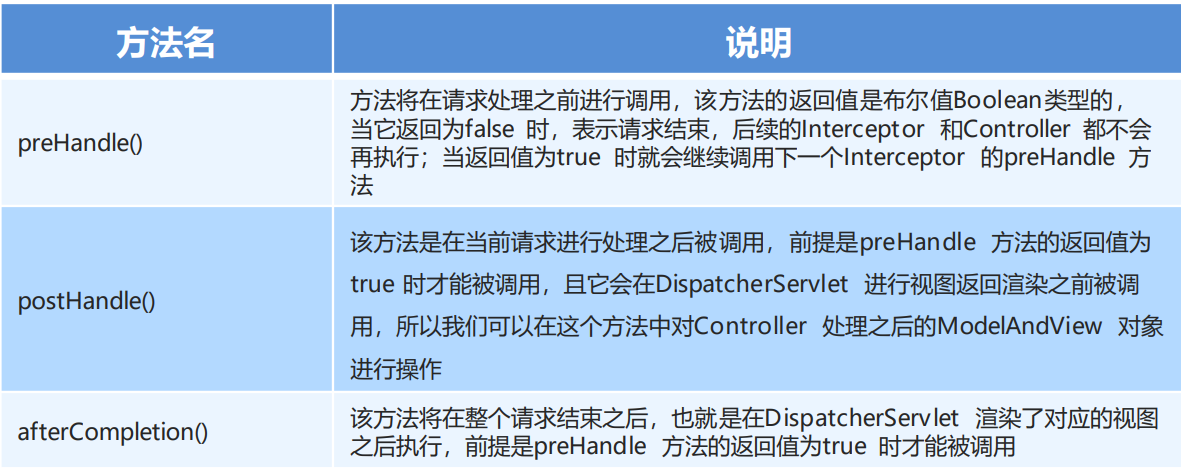 方法名
说明
preHandle()
方法将在请求处理之前进行调用，该方法的返回值是布尔值Boolean类型的，
当它返回为false 时，表示请求结束，后续的Interceptor 和Controller 都不会
再执行；当返回值为true 时就会继续调用下一个Interceptor 的preHandle 方
法
postHandle()
该方法是在当前请求进行处理之后被调用，前提是preHandle 方法的返回值为
true 时才能被调用，且它会在DispatcherServlet 进行视图返回渲染之前被调
用，所以我们可以在这个方法中对Controller 处理之后的ModelAndView 对象
进行操作
afterCompletion()
该方法将在整个请求结束之后，也就是在DispatcherServlet 渲染了对应的视图
之后执行，前提是preHandle 方法的返回值为true 时才能被调用